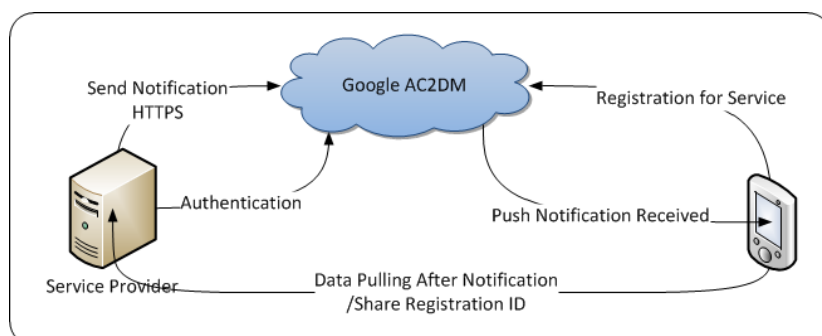 Send Notification
HTTPS
Google AC2DM
Registration for Service
Authentication
Push Notification Received
Service Provider
Data Pulling After Notification
/Share Registration ID